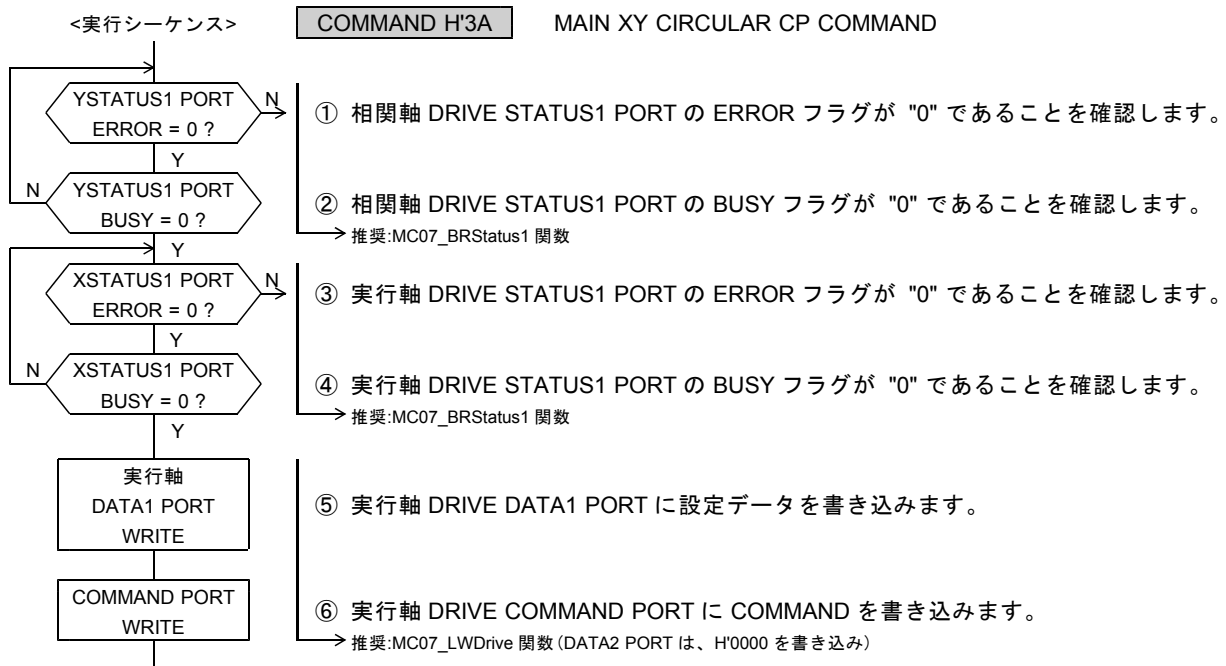 <実行シーケンス>
COMMAND H'3A MAIN XY CIRCULAR CP COMMAND
YSTATUS1 PORT
ERROR = 0 ?
N
① 相関軸 DRIVE STATUS1 PORT の ERROR フラグが "0" であることを確認します。
Y
N
YSTATUS1 PORT
BUSY = 0 ?
② 相関軸 DRIVE STATUS1 PORT の BUSY フラグが "0" であることを確認します。
推奨:MC07_BRStatus1 関数
Y
XSTATUS1 PORT
ERROR = 0 ?
N
③ 実行軸 DRIVE STATUS1 PORT の ERROR フラグが "0" であることを確認します。
Y
N
XSTATUS1 PORT
BUSY = 0 ?
④ 実行軸 DRIVE STATUS1 PORT の BUSY フラグが "0" であることを確認します。
推奨:MC07_BRStatus1 関数
Y
実行軸
DATA1 PORT
WRITE
⑤ 実行軸 DRIVE DATA1 PORT に設定データを書き込みます。
COMMAND PORT
WRITE
⑥ 実行軸 DRIVE COMMAND PORT に COMMAND を書き込みます。
推奨:MC07_LWDrive 関数(DATA2 PORT は、H'0000 を書き込み)